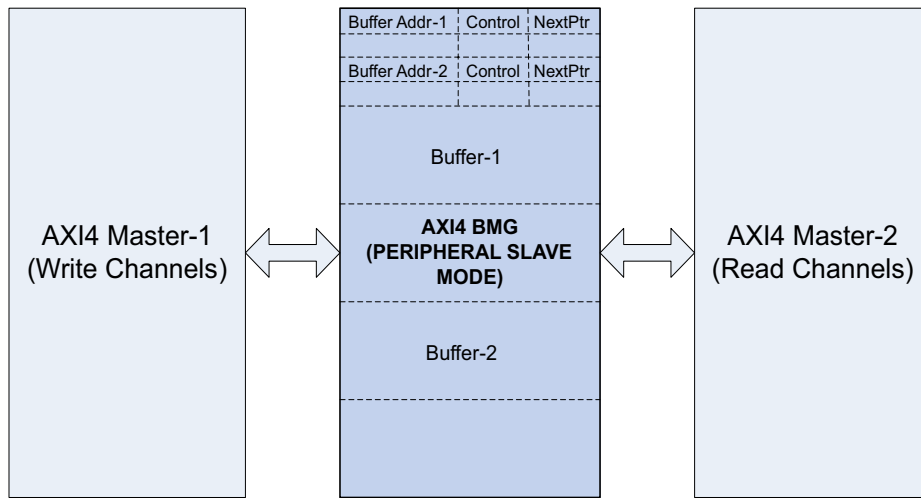 Buffer Addr-1 Control NextPtr
Buffer Addr-2 Control NextPtr
Buffer-1
AXI4 Master-1
(Write Channels)
AXI4 BMG
(PERIPHERAL SLAVE
MODE)
AXI4 Master-2
(Read Channels)
Buffer-2